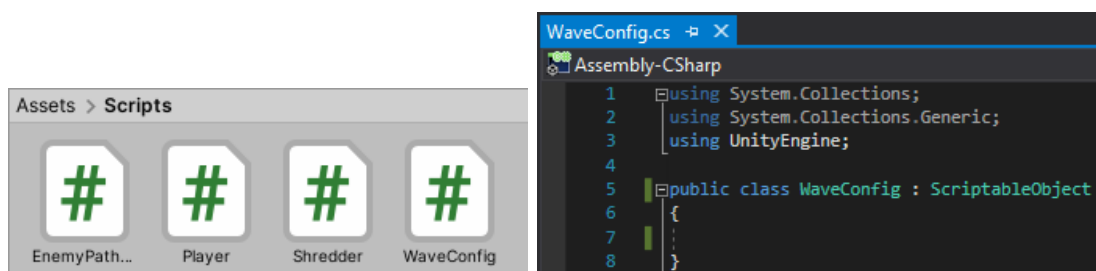 Assets > Scripts
# # # #
EnemyPath... Player Shredder WaveConfig
WaveConfig.cs
Assembly-CSharp
1 using System.Collections;
2 using System.Collections.Generic;
3 using UnityEngine;
4
5 public class WaveConfig : ScriptableObject
6 {
7
8 }